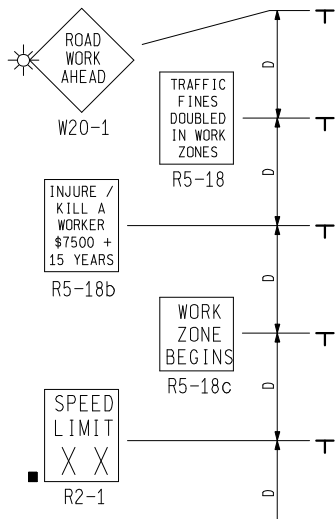 ROAD
WORK
AHEAD
W20-1
D
TRAFFIC
FINES
DOUBLED
IN WORK
ZONES
R5-18
D
INJURE /
KILL A
WORKER
$7500 +
15 YEARS
R5-18b
D
WORK
ZONE
BEGINS
R5-18c
D
SPEED
LIMIT
X X
R2-1
D